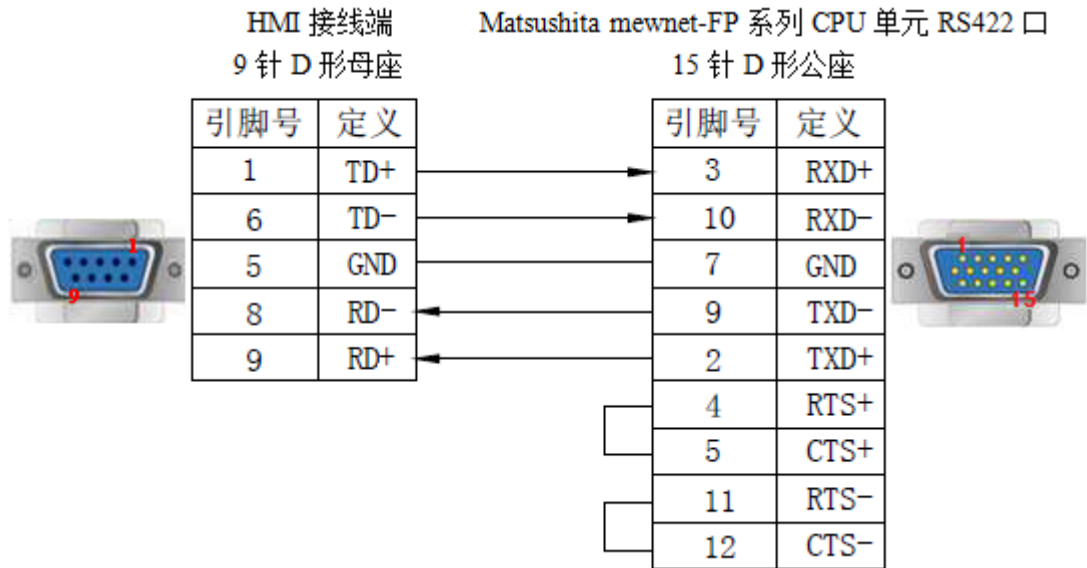 HMI 接线端 Matsushita mewnet-FP 系列 CPU 单元 RS422 口
9 针 D 形母座 15 针 D 形公座
引脚号 定义 引脚号 定义
1 TD+ 3 RXD+
6 TD- 10 RXD-
5 GND 7 GND
8 RD- 9 TXD-
9 RD+ 2 TXD+
4 RTS+
5 CTS+
11 RTS-
12 CTS-
1
9
1
15